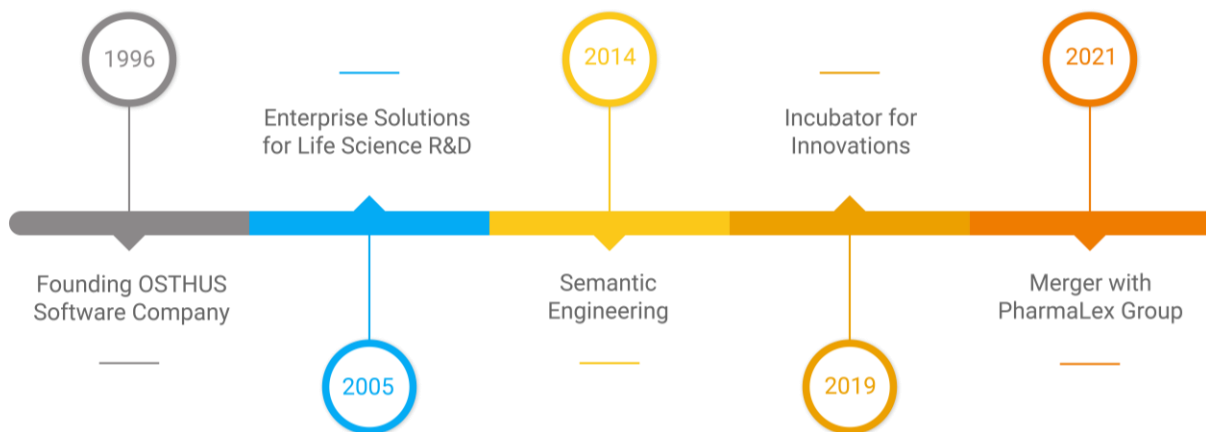 1996
Founding OSTHUS
Software Company
Enterprise Solutions
for Life Science R&D
2005
2014
Semantic
Engineering
Incubator for
Innovations
2019
2021
Merger with
PharmaLex Group